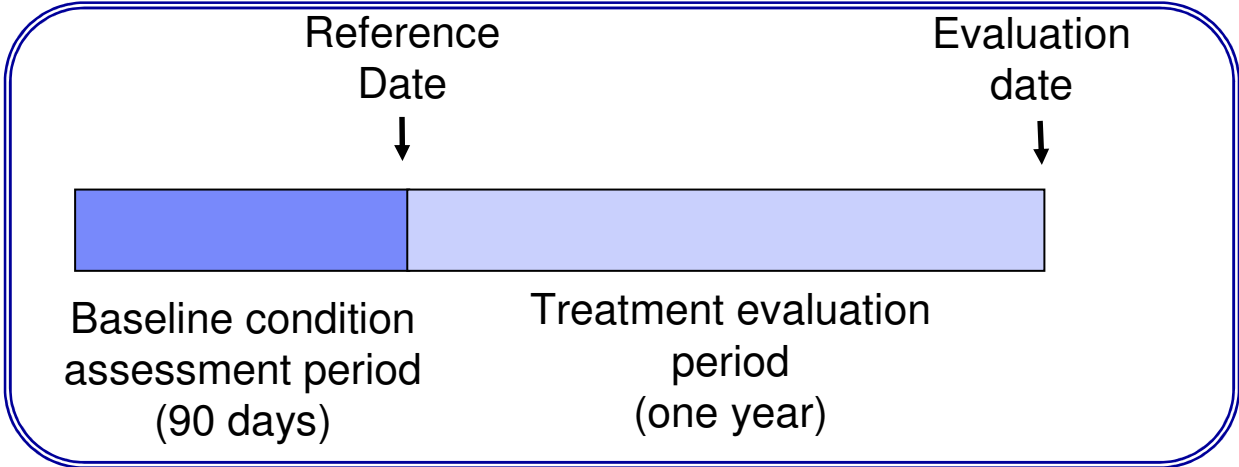 Reference
Date
Evaluation
date
Baseline condition
assessment period
(90 days)
Treatment evaluation
period
(one year)